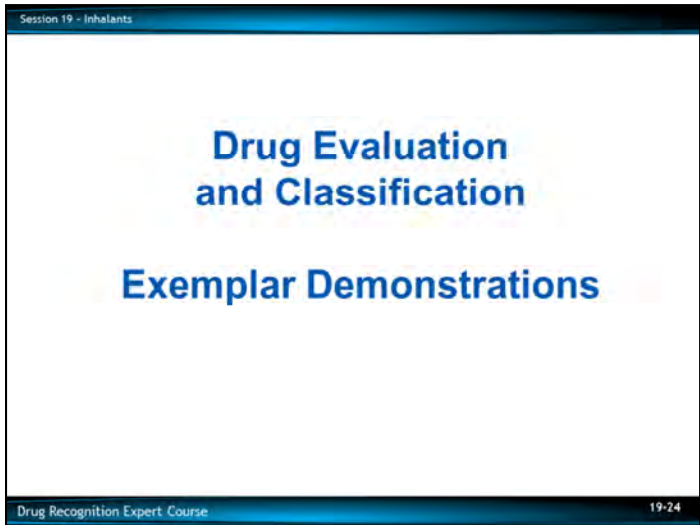 Session 19 - Inhalants
Drug Evaluation
and Classification
Exemplar Demonstrations
Drug Recognition Expert Course
19-24